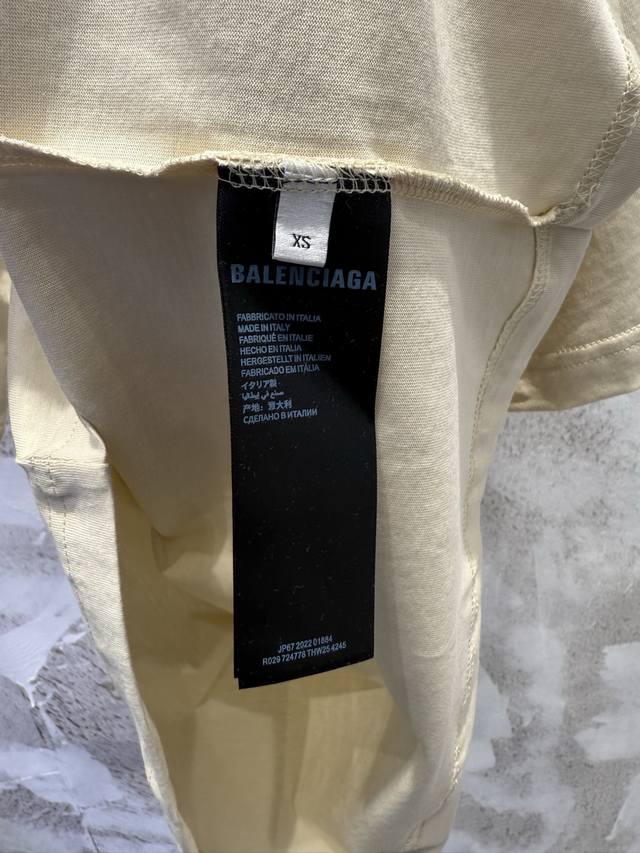 XS
BALENCIAGA
FABBRICATO IN ITALIA
MADE IN ITALY
FABRIQUÉ EN ITALIE
HECHO EN ITALIA
HERGESTELLT IN ITALIEN
FABRICADO EM ITÁLIA
イタリア製
صنع في إيطاليا
产地：意大利
СДЕЛАНО В ИТАЛИИ
JP67 2022 01884
R029 724778 THW25 4245